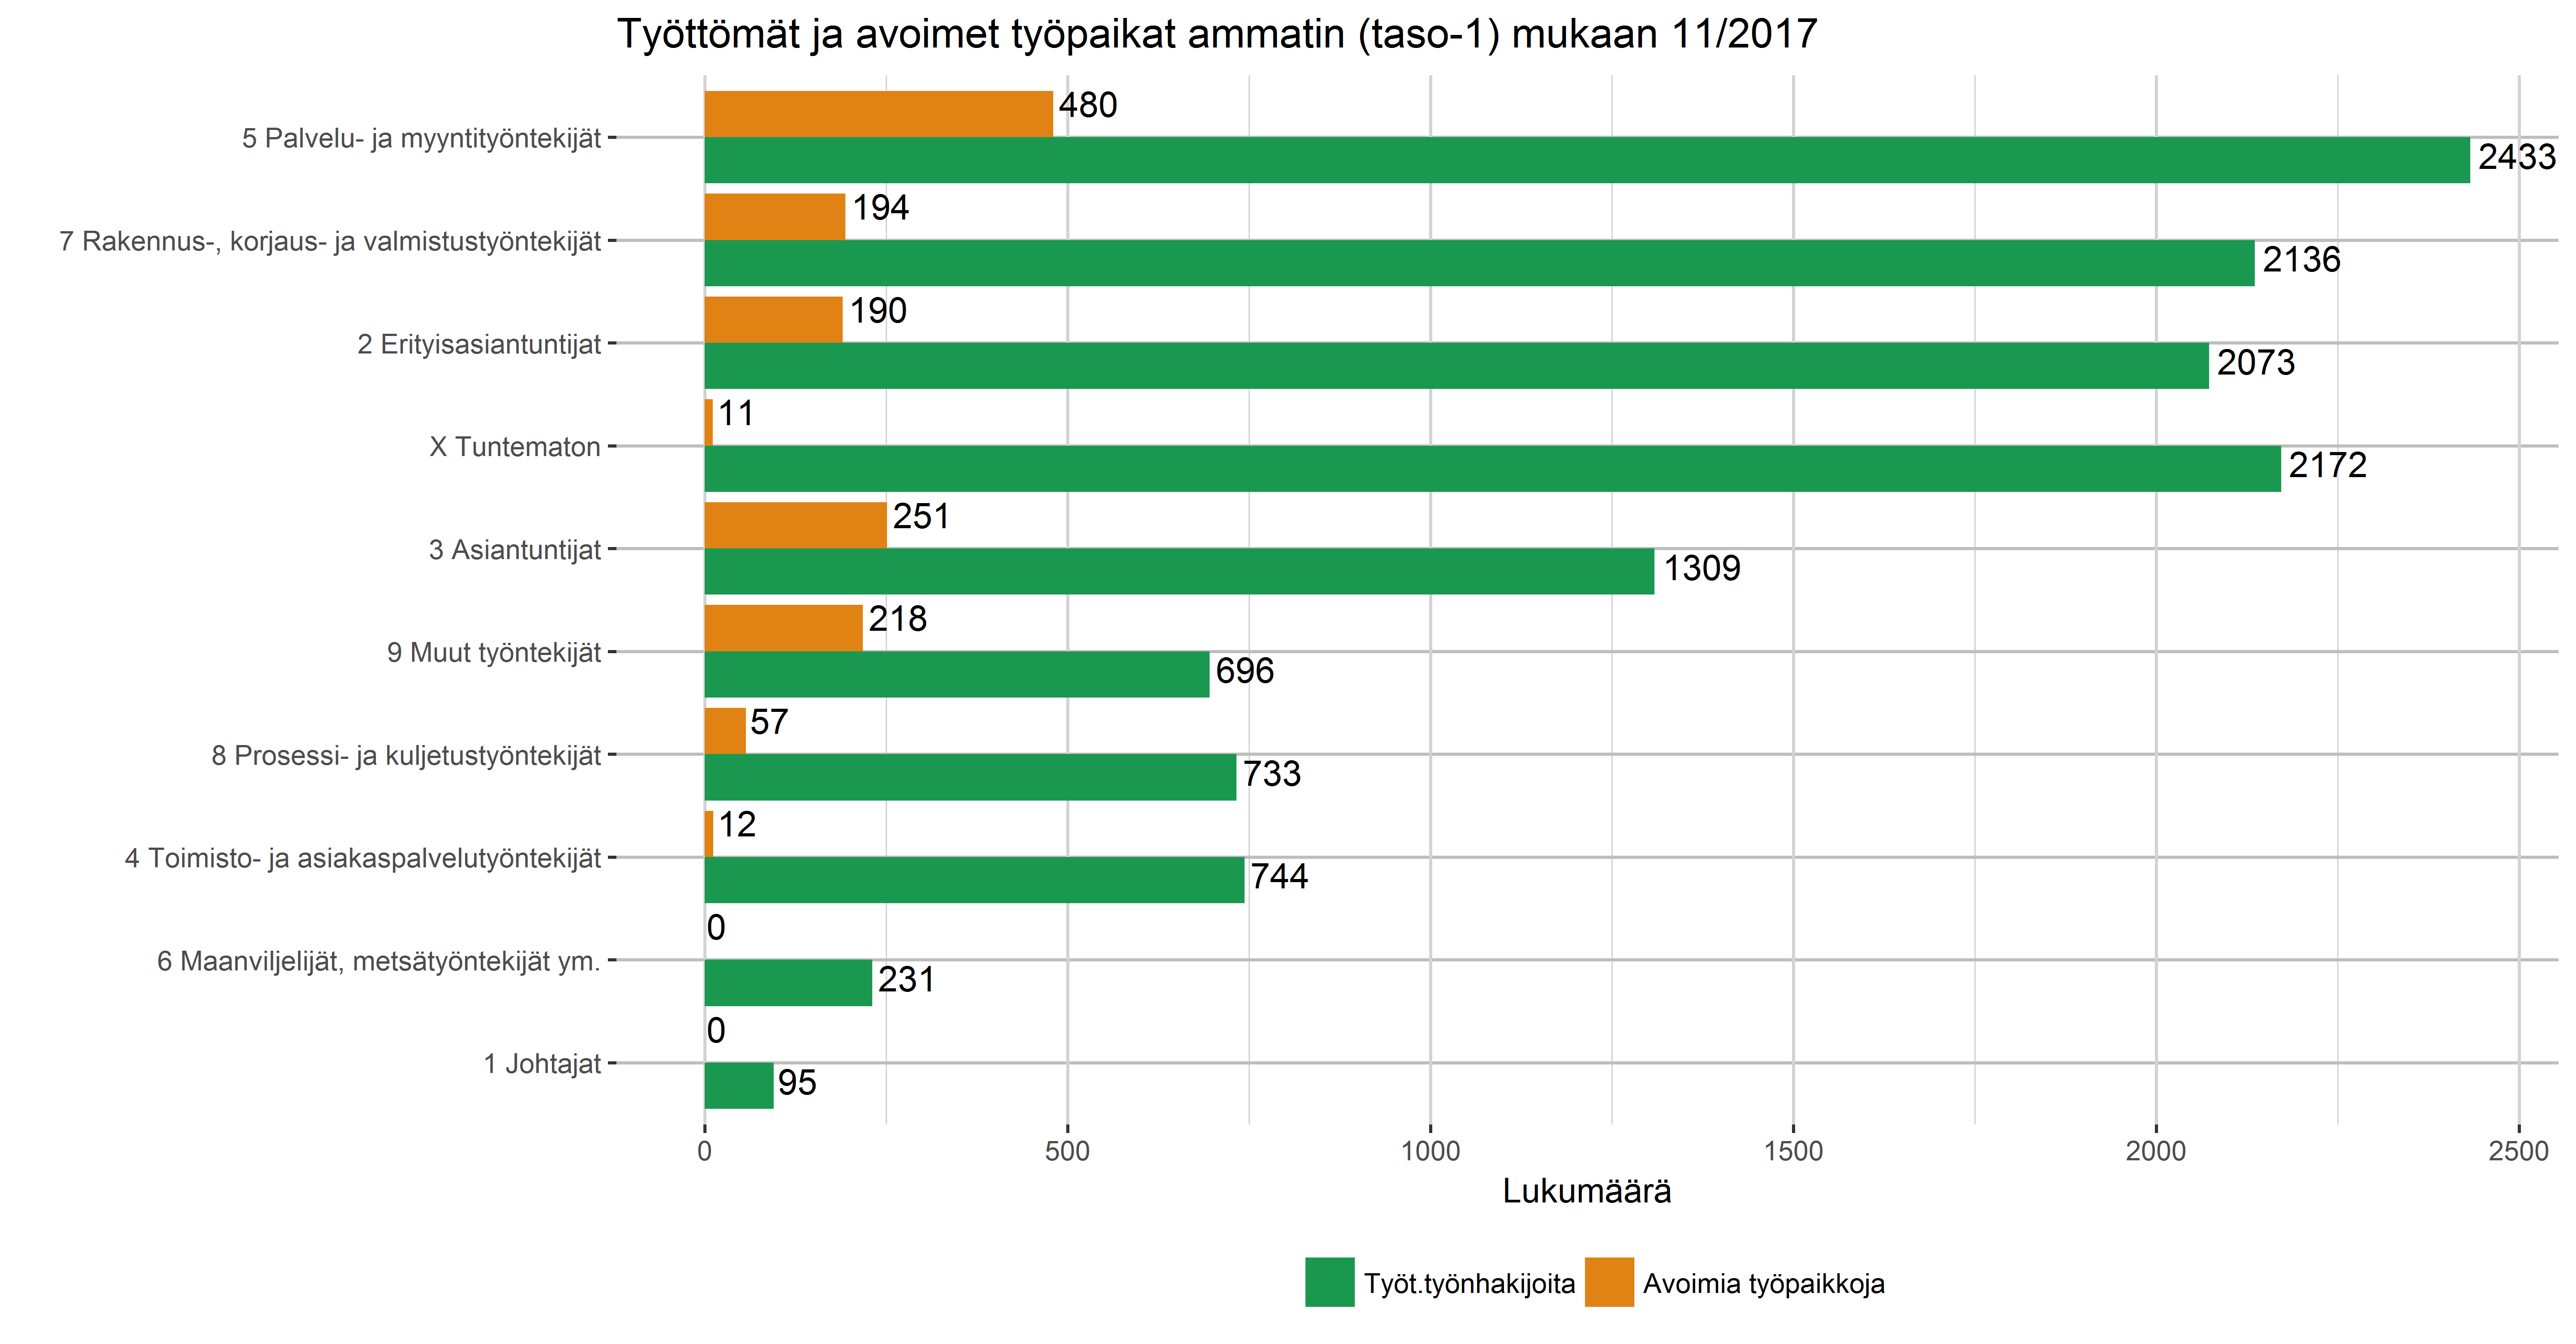 Työttömät ja avoimet työpaikat ammatin (taso-1) mukaan 11/2017
480
5 Palvelu- ja myyntityöntekijät
2433
194
7 Rakennus-, korjaus- ja valmistustyöntekijät
2136
190
2 Erityisasiantuntijat
2073
11
X Tuntematon
2172
251
3 Asiantuntijat
1309
218
9 Muut työntekijät
696
57
8 Prosessi- ja kuljetustyöntekijät
733
12
4 Toimisto- ja asiakaspalvelutyöntekijät
744
0
6 Maanviljelijät, metsätyöntekijät ym.
231
0
1 Johtajat
95
0 500 1000 1500 2000 2500
Lukumäärä
Työt.työnhakijoita Avoimia työpaikkoja